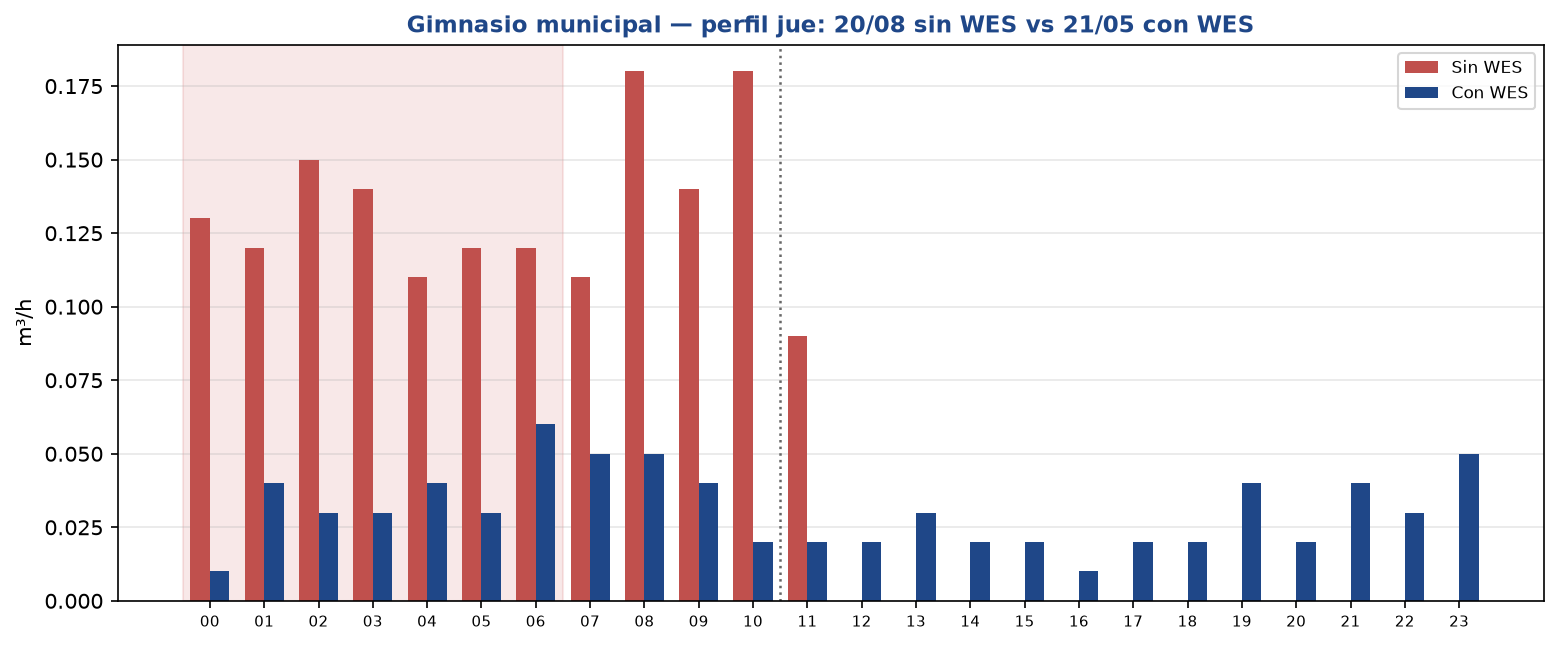 Gimnasio municipal — perfil jue: 20/08 sin WES vs 21/05 con WES
Sin WES
Con WES
m³/h
0.175
0.150
0.125
0.100
0.075
0.050
0.025
0.000
00 01 02 03 04 05 06 07 08 09 10 11 12 13 14 15 16 17 18 19 20 21 22 23